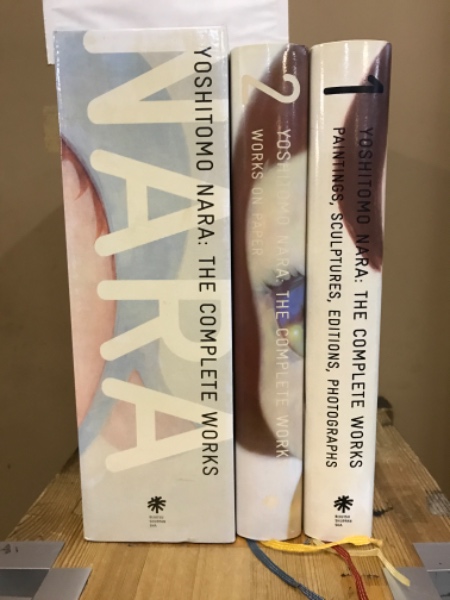 NARA
YOSHITOMO NARA: THE COMPLETE WORKS
2
YOSHITOMO NARA: THE COMPLETE WORK
WORKS ON PAPER
1
YOSHITOMO NARA: THE COMPLETE WORKS
PAINTINGS, SCULPTURES, EDITIONS, PHOTOGRAPHS